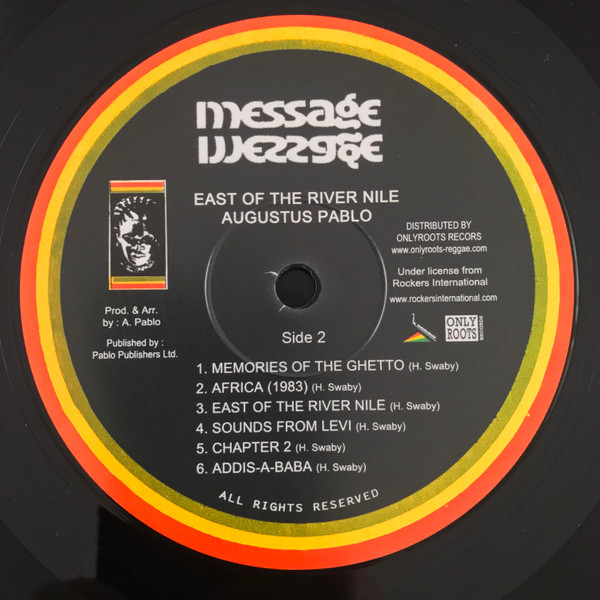 message
message
EAST OF THE RIVER NILE
AUGUSTUS PABLO
DISTRIBUTED BY
ONLYROOTS RECORS
www.onlyroots-reggae.com
Under license from
Rockers International
www.rockersinternational.com
Prod. & Arr.
by : A. Pablo
Published by :
Pablo Publishers Ltd.
ONLY
ROOTS
Side 2
1. MEMORIES OF THE GHETTO (H. Swaby)
2. AFRICA (1983) (H. Swaby)
3. EAST OF THE RIVER NILE (H. Swaby)
4. SOUNDS FROM LEVI (H. Swaby)
5. CHAPTER 2 (H. Swaby)
6. ADDIS-A-BABA (H. Swaby)
ALL RIGHTS RESERVED